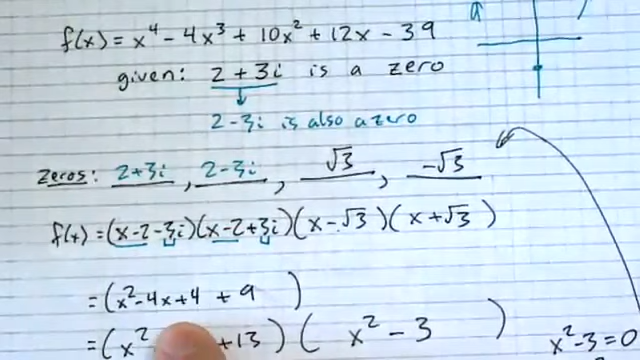 f(x) = x⁴ - 4x³ + 10x² + 12x - 39
given: 2 + 3i is a zero
2-3i is also a zero
zeros: 2+3i, 2-3i, √3, -√3
f(x) = (x-2-3i)(x-2+3i)(x-√3)(x+√3)
= (x²-4x+4 +9 )
= (x² +13 )( x² - 3 )
x²-3=0